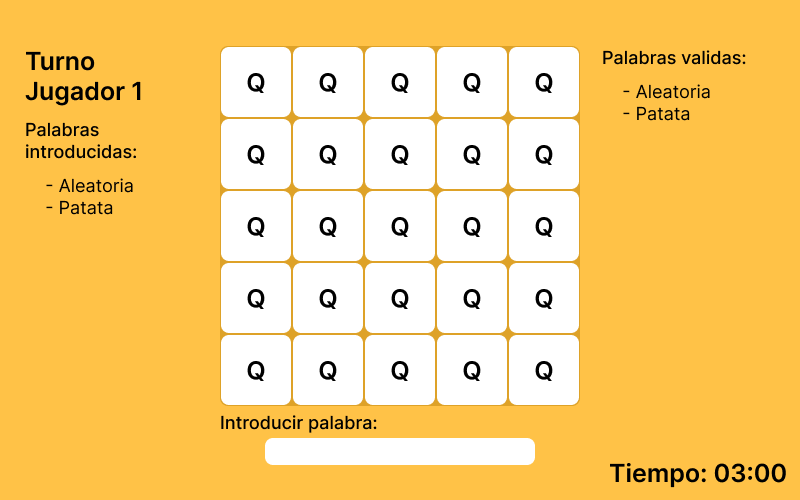 Turno
Jugador 1
Palabras
introducidas:
- Aleatoria
- Patata
Q Q Q Q Q
Q Q Q Q Q
Q Q Q Q Q
Q Q Q Q Q
Q Q Q Q Q
Introducir palabra:
Palabras validas:
- Aleatoria
- Patata
Tiempo: 03:00